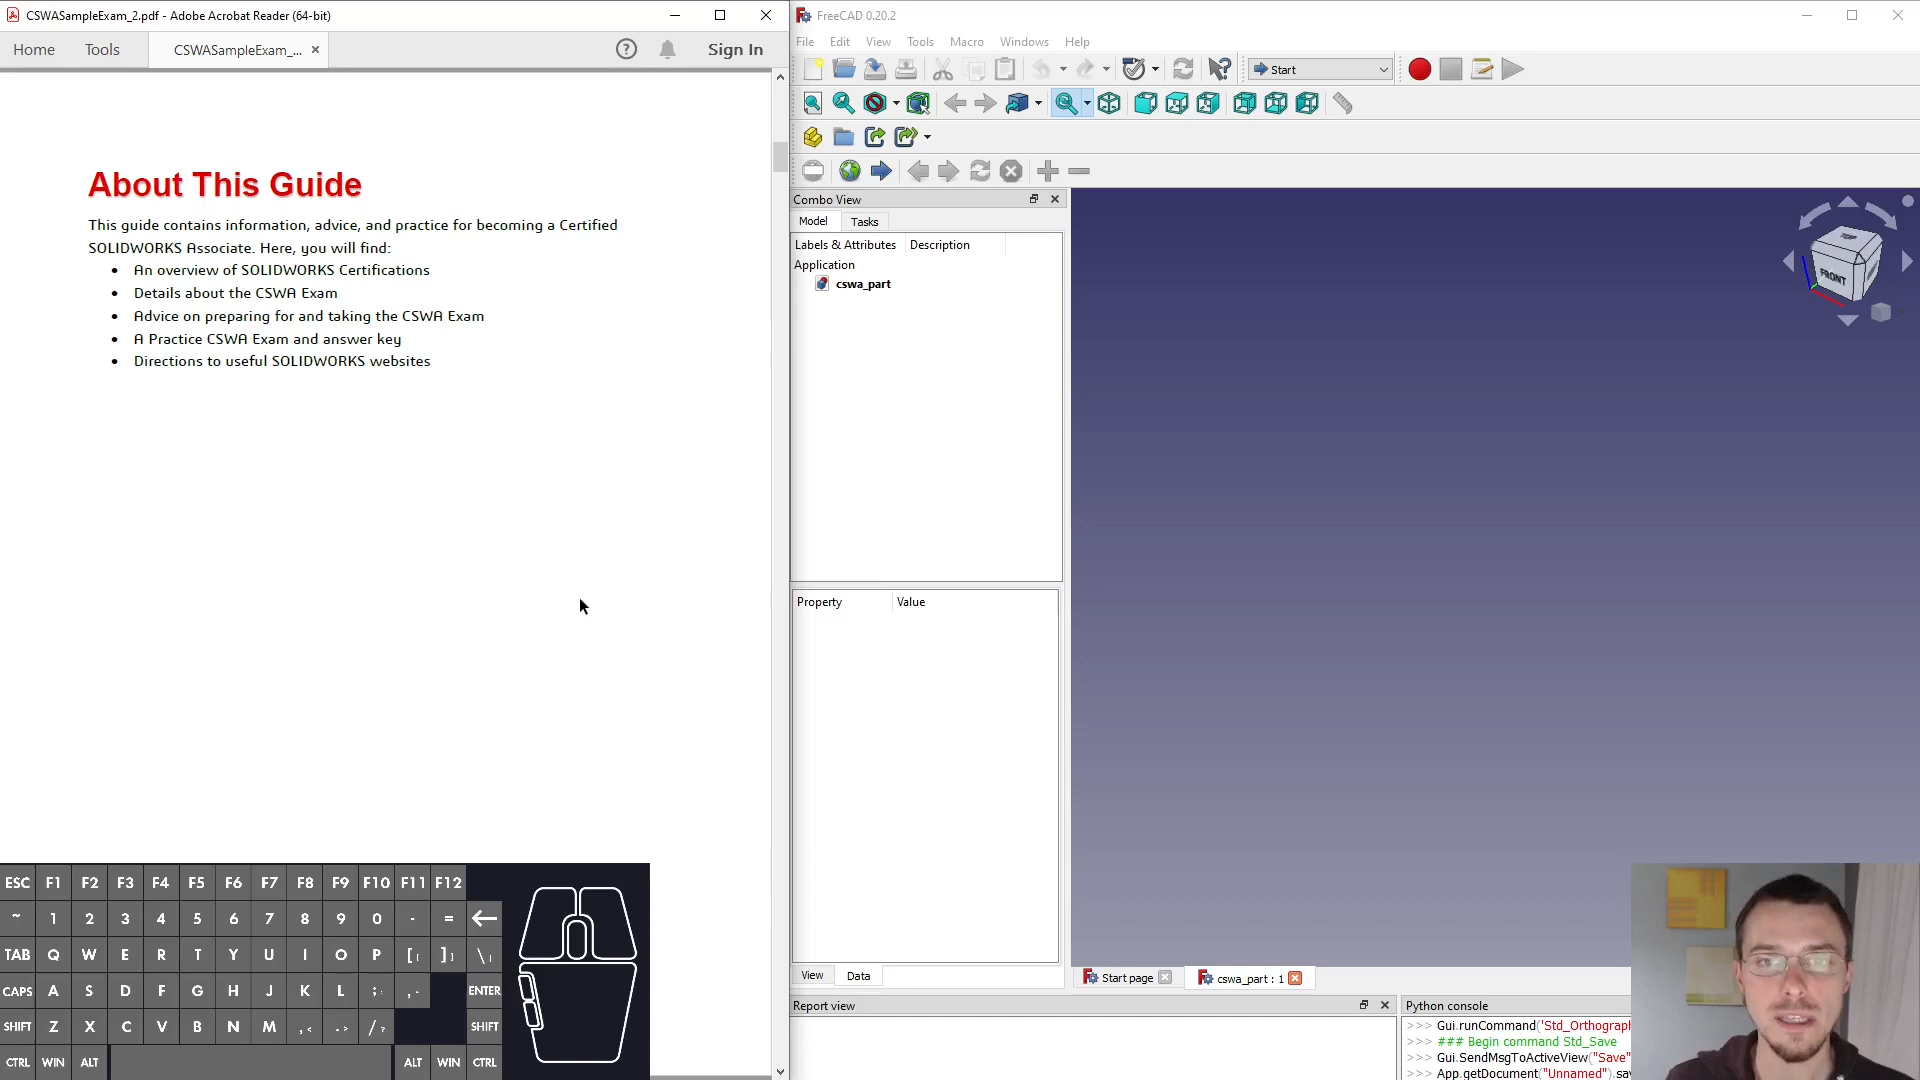 CSWASampleExam_2.pdf - Adobe Acrobat Reader (64-bit)
Home
Tools
CSWASampleExam_...
Sign In
About This Guide
This guide contains information, advice, and practice for becoming a Certified
SOLIDWORKS Associate. Here, you will find:
• An overview of SOLIDWORKS Certifications
• Details about the CSWA Exam
• Advice on preparing for and taking the CSWA Exam
• A Practice CSWA Exam and answer key
• Directions to useful SOLIDWORKS websites
ESC F1 F2 F3 F4 F5 F6 F7 F8 F9 F10 F11 F12
~ 1 2 3 4 5 6 7 8 9 0 - =
TAB Q W E R T Y U I O P [ ] \
CAPS A S D F G H J K L ; ENTER
SHIFT Z X C V B N M , . / ? SHIFT
CTRL WIN ALT ALT WIN CTRL
FreeCAD 0.20.2
File Edit View Tools Macro Windows Help
Start
Combo View
Model Tasks
Labels & Attributes Description
Application
cswa_part
Property Value
View Data
TOP
FRONT
Start page
cswa_part : 1
Report view
Python console
>>> Gui.runCommand('Std_Orthograph
>>> ### Begin command Std_Save
>>> Gui.SendMsgToActiveView("Save"
>>> App.getDocument("Unnamed").sav